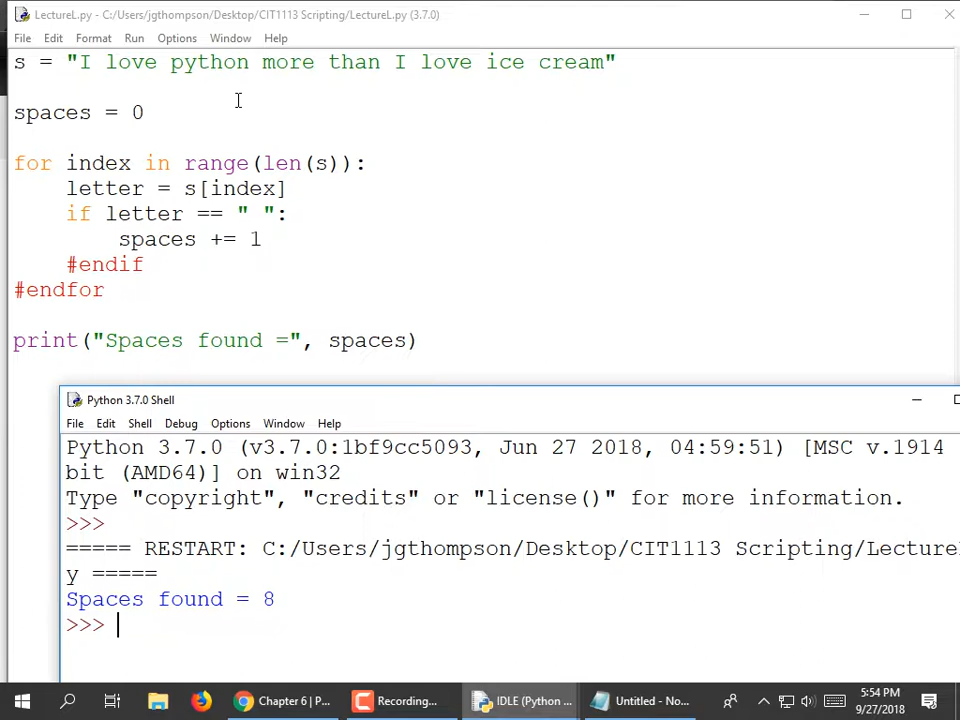 LectureL.py - C:/Users/jgthompson/Desktop/CIT1113 Scripting/LectureL.py (3.7.0)
File Edit Format Run Options Window Help
s = "I love python more than I love ice cream"
spaces = 0
for index in range(len(s)):
    letter = s[index]
    if letter == " ":
        spaces += 1
    #endif
#endfor
print("Spaces found =", spaces)
Python 3.7.0 Shell
File Edit Shell Debug Options Window Help
Python 3.7.0 (v3.7.0:1bf9cc5093, Jun 27 2018, 04:59:51) [MSC v.1914
bit (AMD64)] on win32
Type "copyright", "credits" or "license()" for more information.
>>>
===== RESTART: C:/Users/jgthompson/Desktop/CIT1113 Scripting/Lecture
y =====
Spaces found = 8
>>>
Chapter 6 | P... Recording... IDLE (Python ... Untitled - No... 5:54 PM
9/27/2018